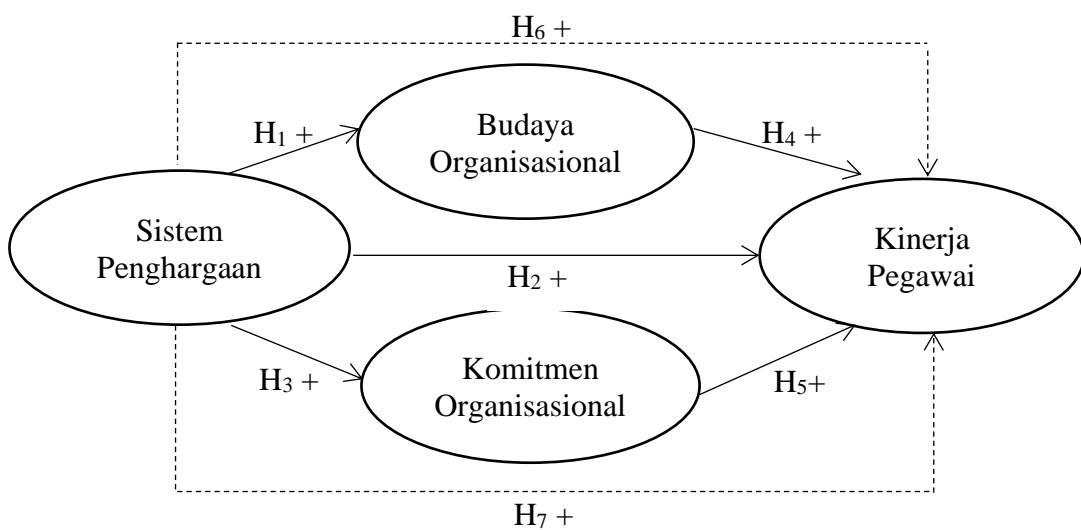 H₆ +
Budaya
Organisasional
H₁ +
H₄ +
Sistem
Penghargaan
Kinerja
Pegawai
H₂ +
Komitmen
Organisasional
H₃ +
H₅+
H₇ +